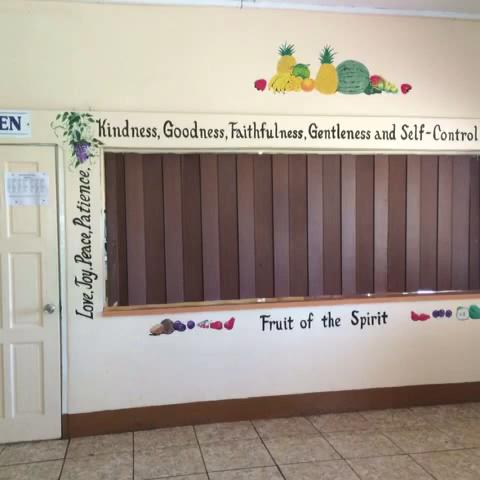 EN
Love, Joy, Peace, Patience,
Kindness, Goodness, Faithfulness, Gentleness and Self-Control
Fruit of the Spirit